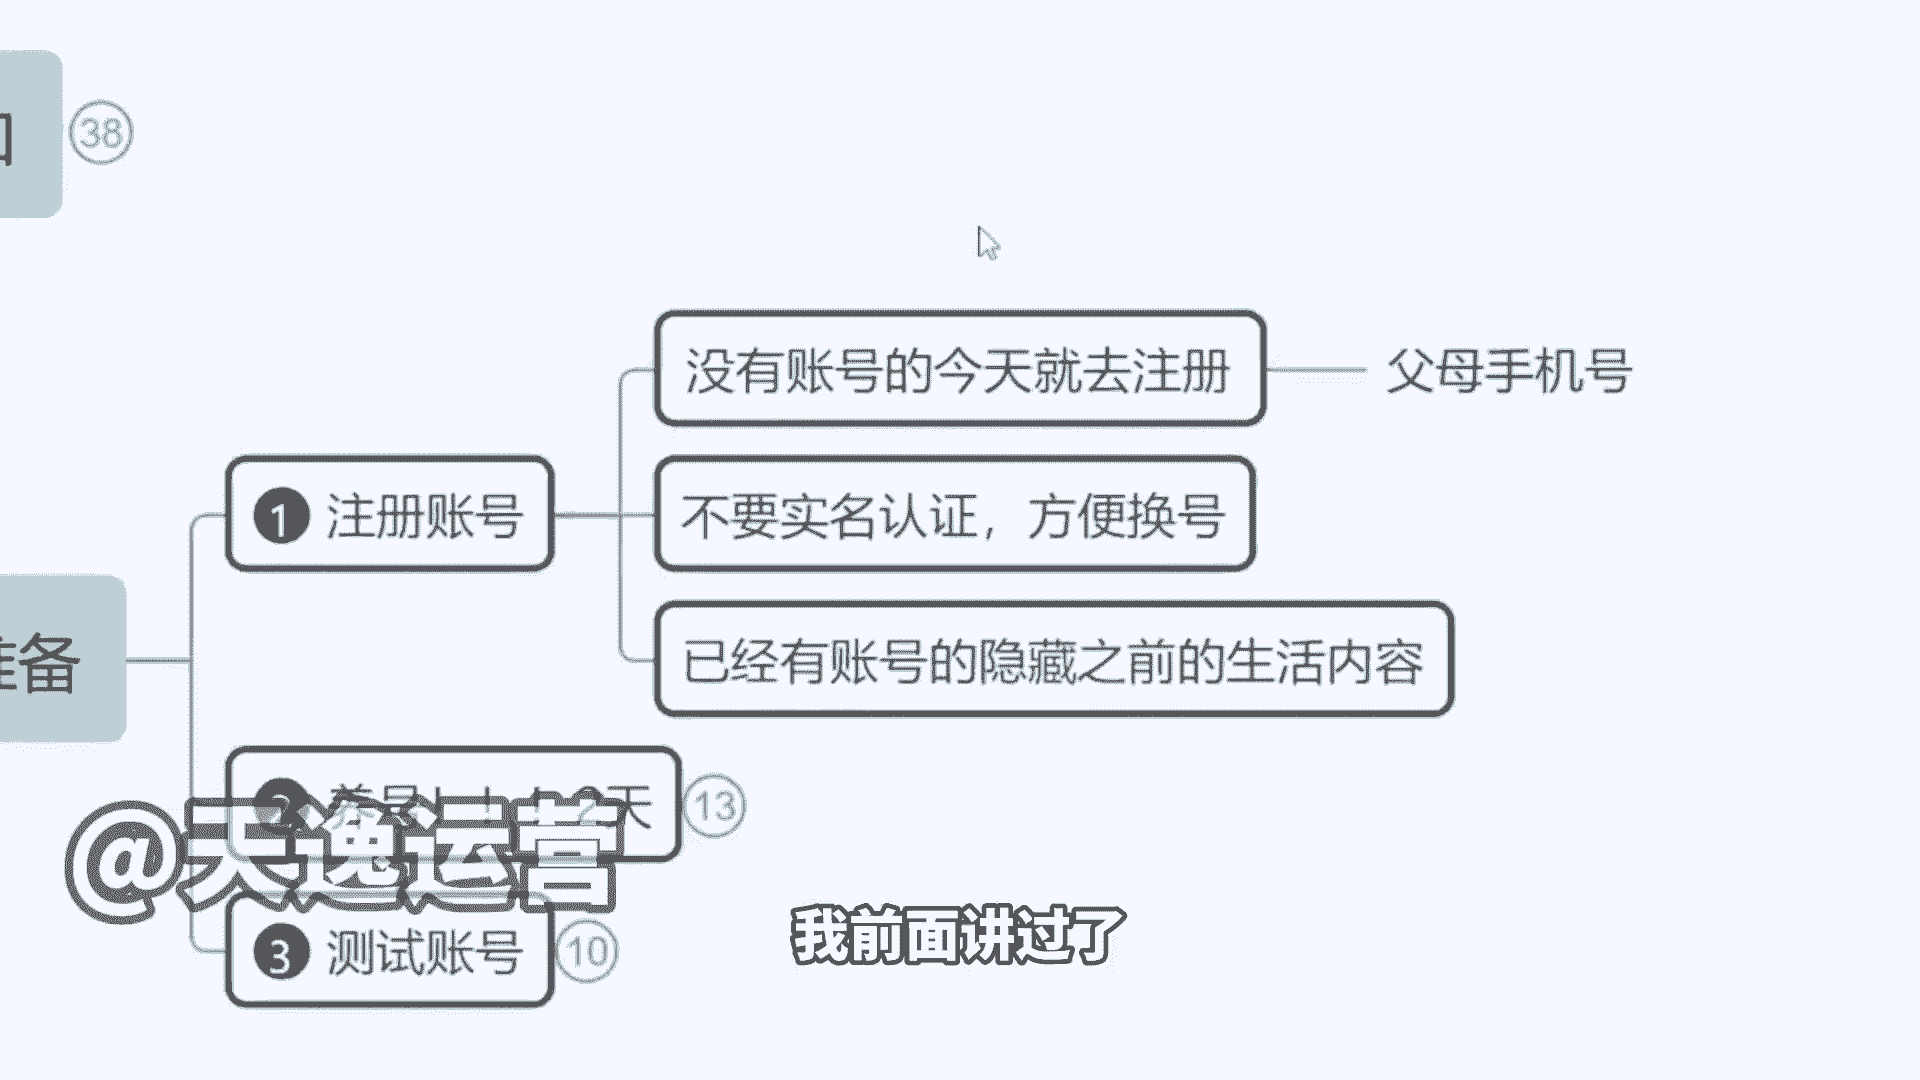 38
没有账号的今天就去注册
父母手机号
1 注册账号
不要实名认证，方便换号
准备
已经有账号的隐藏之前的生活内容
2 养号！！！2天
13
@天逸运营
我前面讲过了
3 测试账号
10